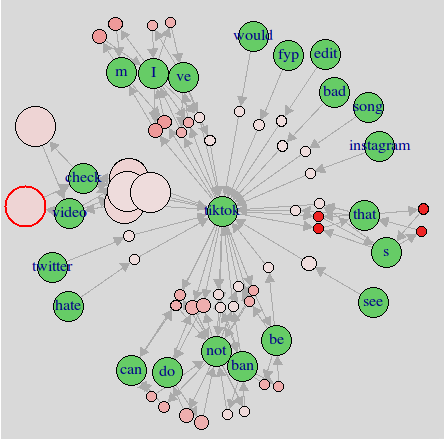 would
fyp
edit
m
I
ve
bad
song
instagram
check
video
tiktok
that
s
twitter
hate
see
be
not
ban
can
do